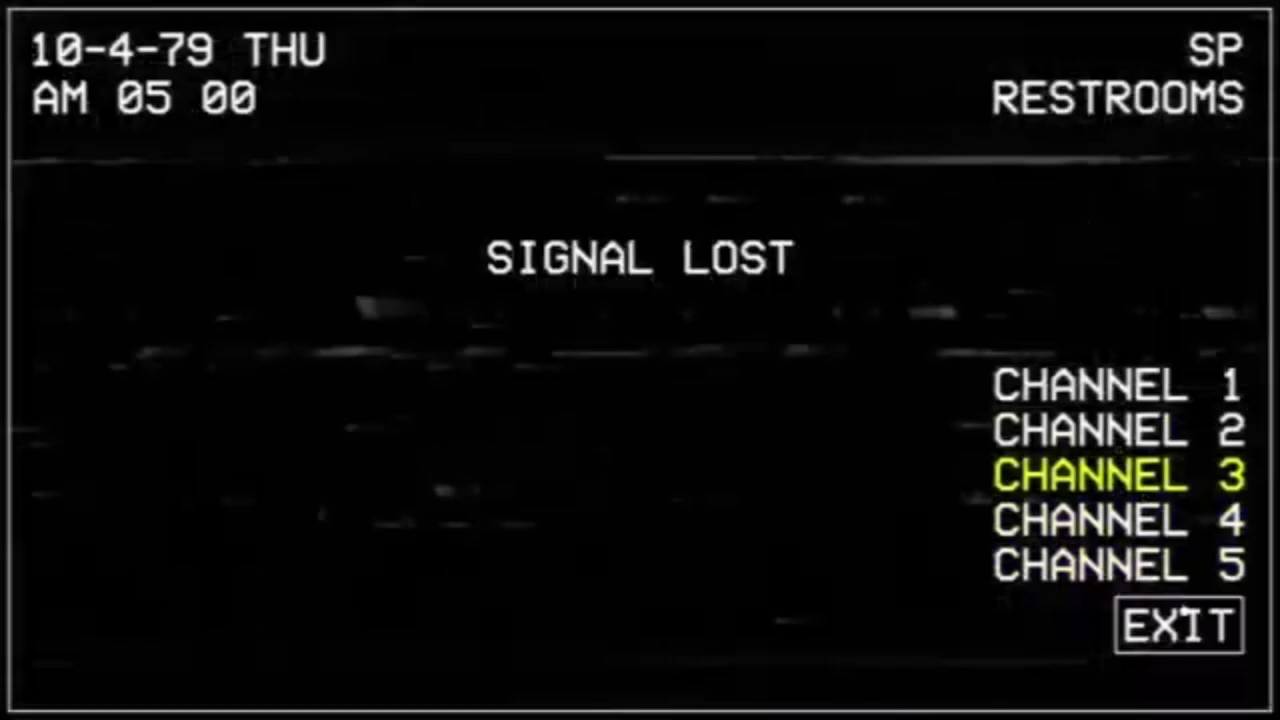 10-4-79 THU
AM 05 00
SP
RESTROOMS
SIGNAL LOST
CHANNEL 1
CHANNEL 2
CHANNEL 3
CHANNEL 4
CHANNEL 5
EXIT